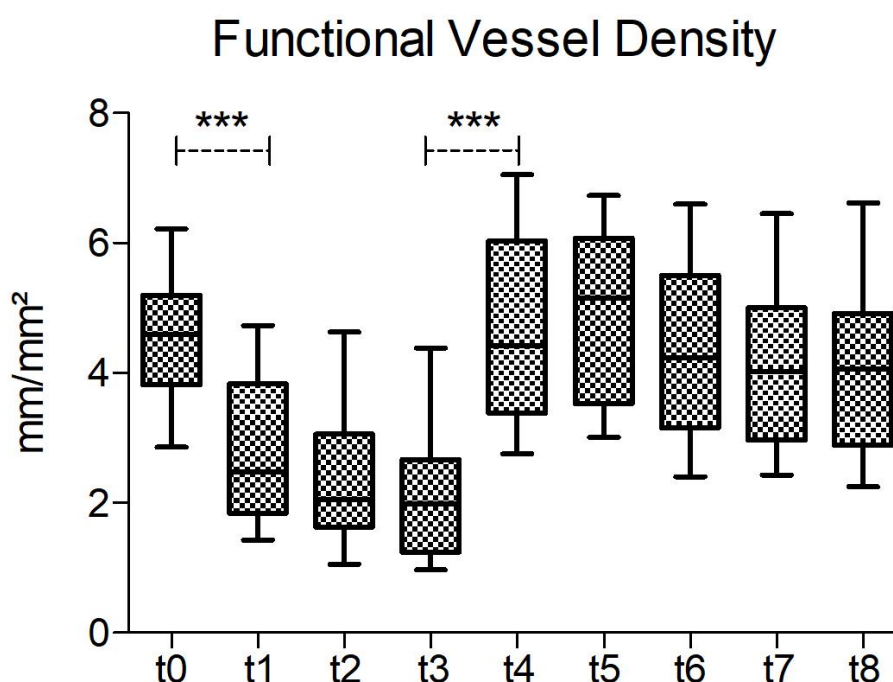 Functional Vessel Density
*** ***
8
6
4
2
0
mm/mm²
t0 t1 t2 t3 t4 t5 t6 t7 t8